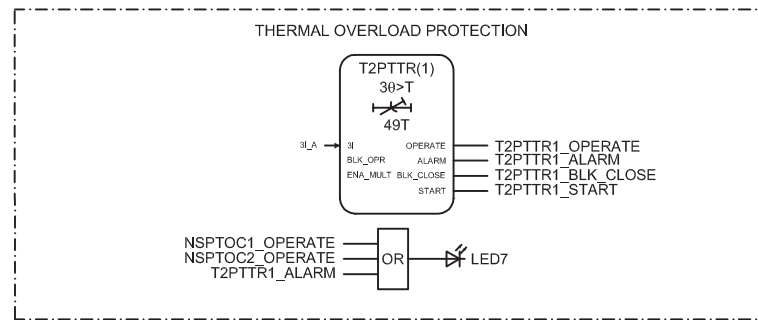 THERMAL OVERLOAD PROTECTION
T2PTTR(1)
3θ>T
49T
3I_A 3I OPERATE T2PTTR1_OPERATE
BLK_OPR ALARM T2PTTR1_ALARM
ENA_MULT BLK_CLOSE T2PTTR1_BLK_CLOSE
START T2PTTR1_START
NSPTOC1_OPERATE
NSPTOC2_OPERATE OR LED7
T2PTTR1_ALARM